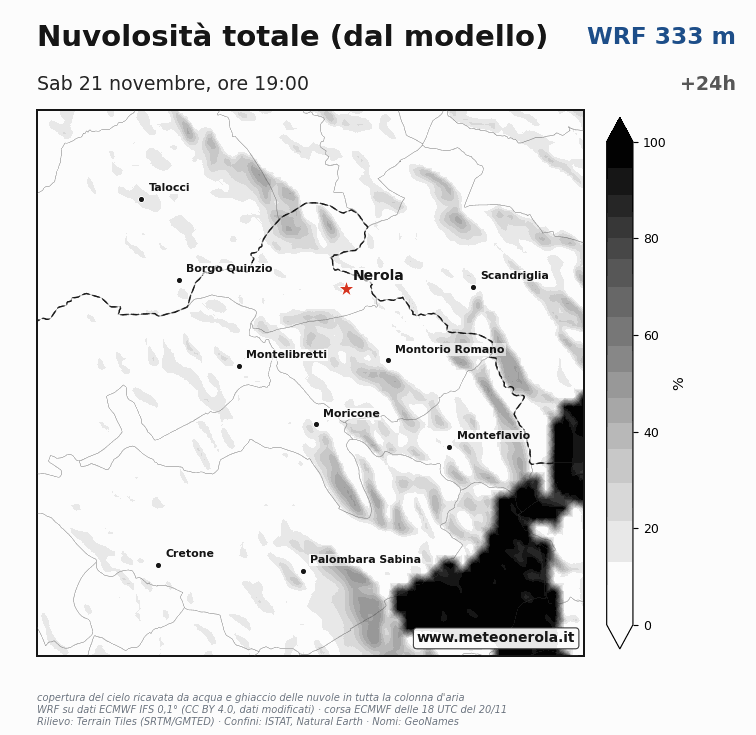 Nuvolosità totale (dal modello)
WRF 333 m
Sab 21 novembre, ore 19:00
+24h
Talocci
Borgo Quinzio
Nerola
Scandriglia
Montelibretti
Montorio Romano
Moricone
Monteflavio
Cretone
Palombara Sabina
www.meteonerola.it
100
80
60
40
20
0
%
copertura del cielo ricavata da acqua e ghiaccio delle nuvole in tutta la colonna d'aria
WRF su dati ECMWF IFS 0,1° (CC BY 4.0, dati modificati) · corsa ECMWF delle 18 UTC del 20/11
Rilievo: Terrain Tiles (SRTM/GMTED) · Confini: ISTAT, Natural Earth · Nomi: GeoNames